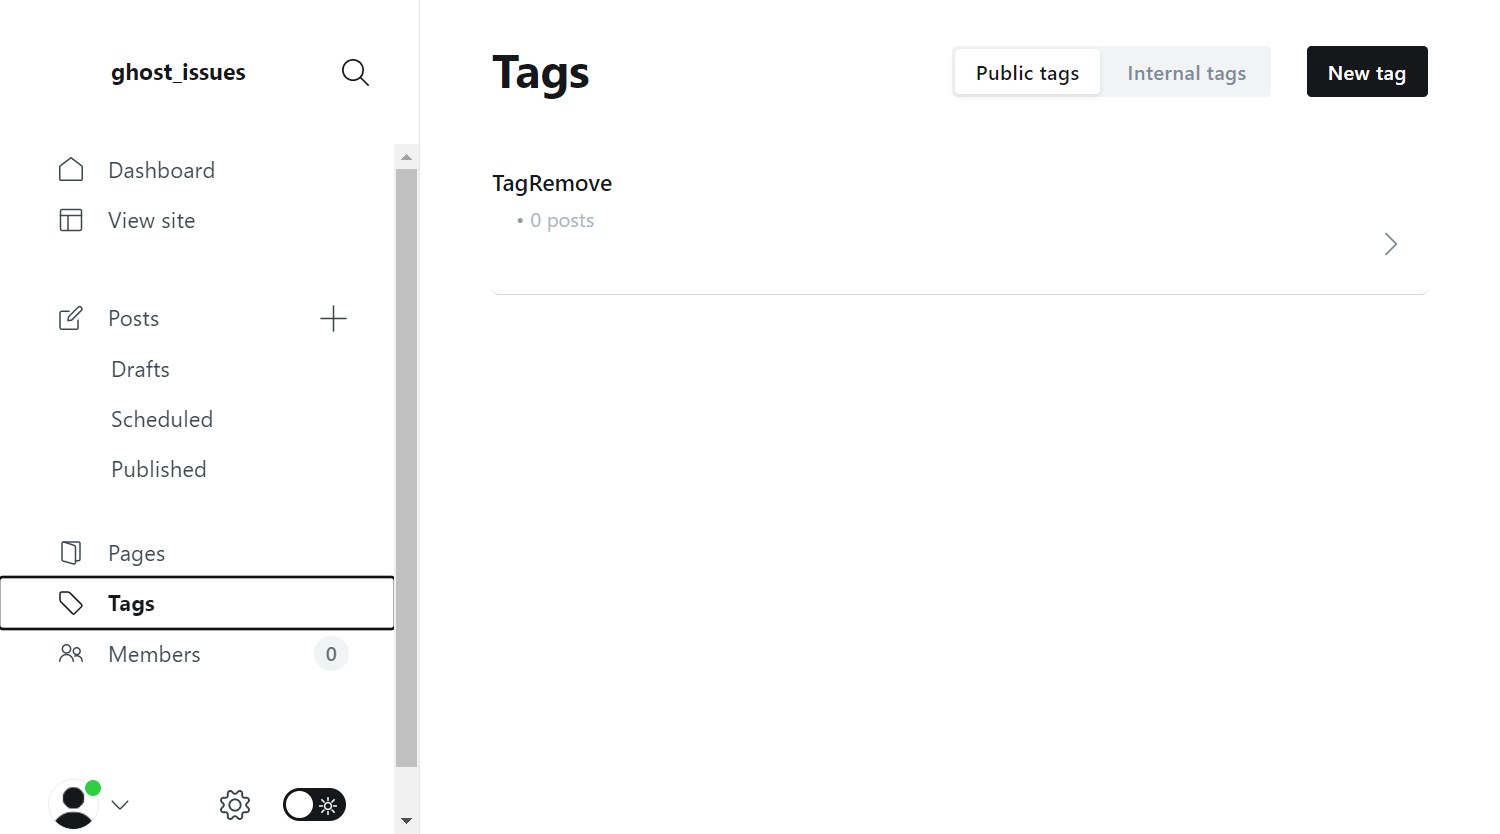 ghost_issues
Dashboard
View site
Posts
Drafts
Scheduled
Published
Pages
Tags
Members 0
Tags
Public tags Internal tags New tag
TagRemove
• 0 posts